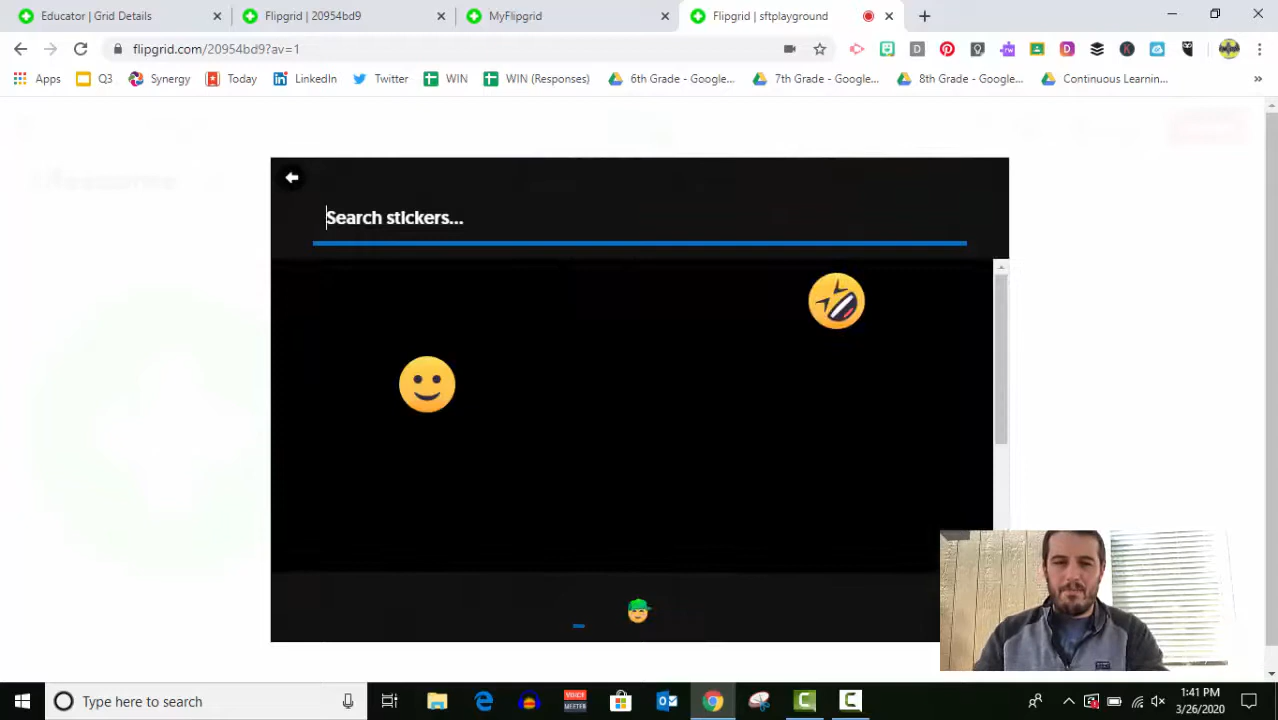 Educator | Grid Details
Flipgrid | 20954bd9
MyFlipgrid
Flipgrid | sftplayground
flipgrid.com/20954bd9?av=1
Apps
Q3
Synergy
Today
LinkedIn
Twitter
WIN
WIN (Responses)
6th Grade - Google...
7th Grade - Google...
8th Grade - Google...
Continuous Learnin...
Search stickers...
Type here to search
1:41 PM
3/26/2020